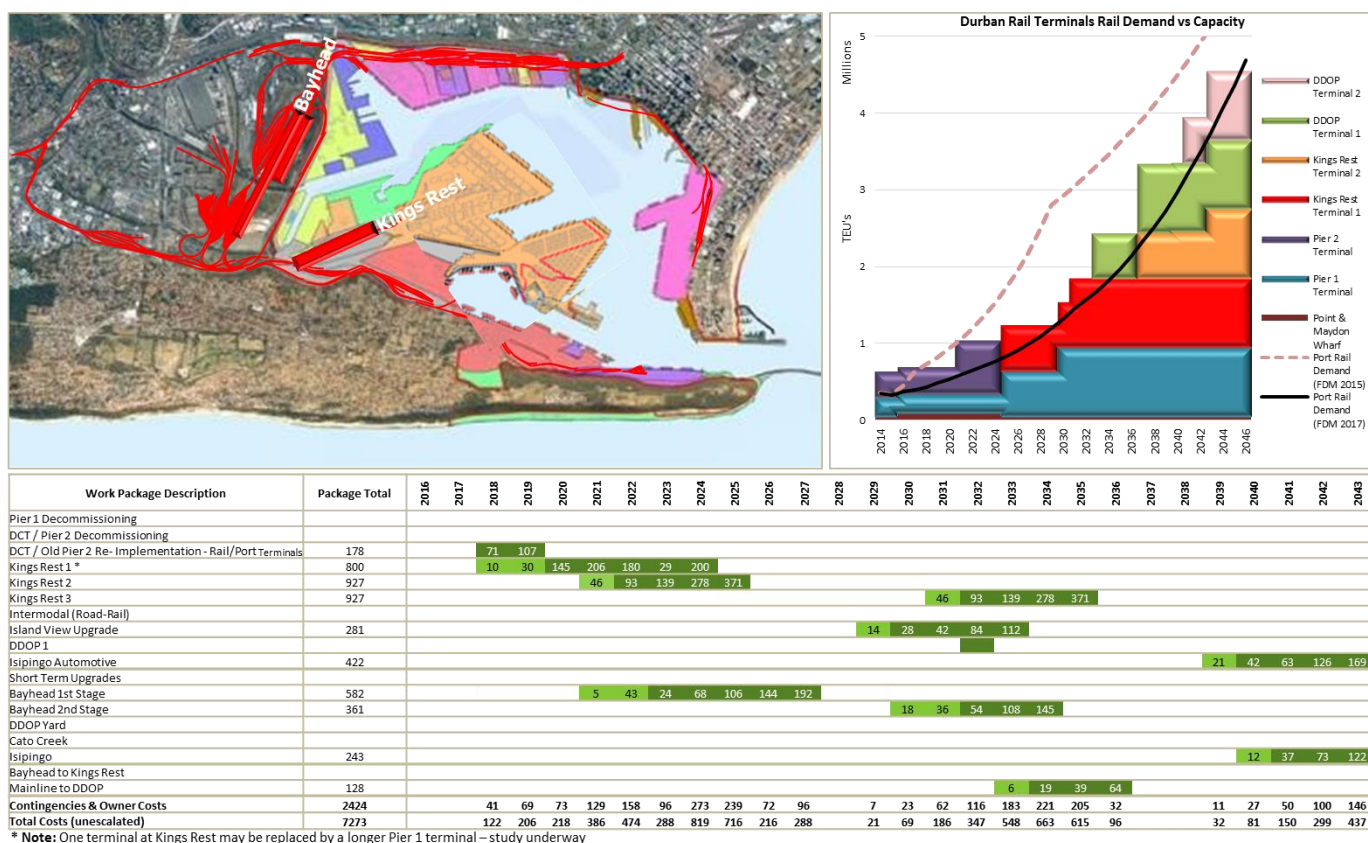 Bayhead
Kings Rest
Durban Rail Terminals Rail Demand vs Capacity
Millions
TEU's
5
4
3
2
1
0
2014 2016 2018 2020 2022 2024 2026 2028 2030 2032 2034 2036 2038 2040 2042 2044 2046
DDOP
Terminal 2
DDOP
Terminal 1
Kings Rest
Terminal 2
Kings Rest
Terminal 1
Pier 2
Terminal
Pier 1
Terminal
Point &
Maydon
Wharf
Port Rail
Demand
(FDM 2015)
Port Rail
Demand
(FDM 2017)
Work Package Description Package Total 2016 2017 2018 2019 2020 2021 2022 2023 2024 2025 2026 2027 2028 2029 2030 2031 2032 2033 2034 2035 2036 2037 2038 2039 2040 2041 2042 2043
Pier 1 Decommissioning
DCT / Pier 2 Decommissioning
DCT / Old Pier 2 Re- Implementation - Rail/Port Terminals 178 71 107
Kings Rest 1 * 800 10 30 145 206 180 29 200
Kings Rest 2 927 46 93 139 278 371
Kings Rest 3 927 46 93 139 278 371
Intermodal (Road-Rail)
Island View Upgrade 281 14 28 42 84 112
DDOP 1
Isipingo Automotive 422 21 42 63 126 169
Short Term Upgrades
Bayhead 1st Stage 582 5 43 24 68 106 144 192
Bayhead 2nd Stage 361 18 36 54 108 145
DDOP Yard
Cato Creek
Isipingo 243 12 37 73 122
Bayhead to Kings Rest
Mainline to DDOP 128 6 19 39 64
Contingencies & Owner Costs 2424 41 69 73 129 158 96 273 239 72 96 7 23 62 116 183 221 205 32 11 27 50 100 146
Total Costs (unescalated) 7273 122 206 218 386 474 288 819 716 216 288 21 69 186 347 548 663 615 96 32 81 150 299 437
* Note: One terminal at Kings Rest may be replaced by a longer Pier 1 terminal – study underway